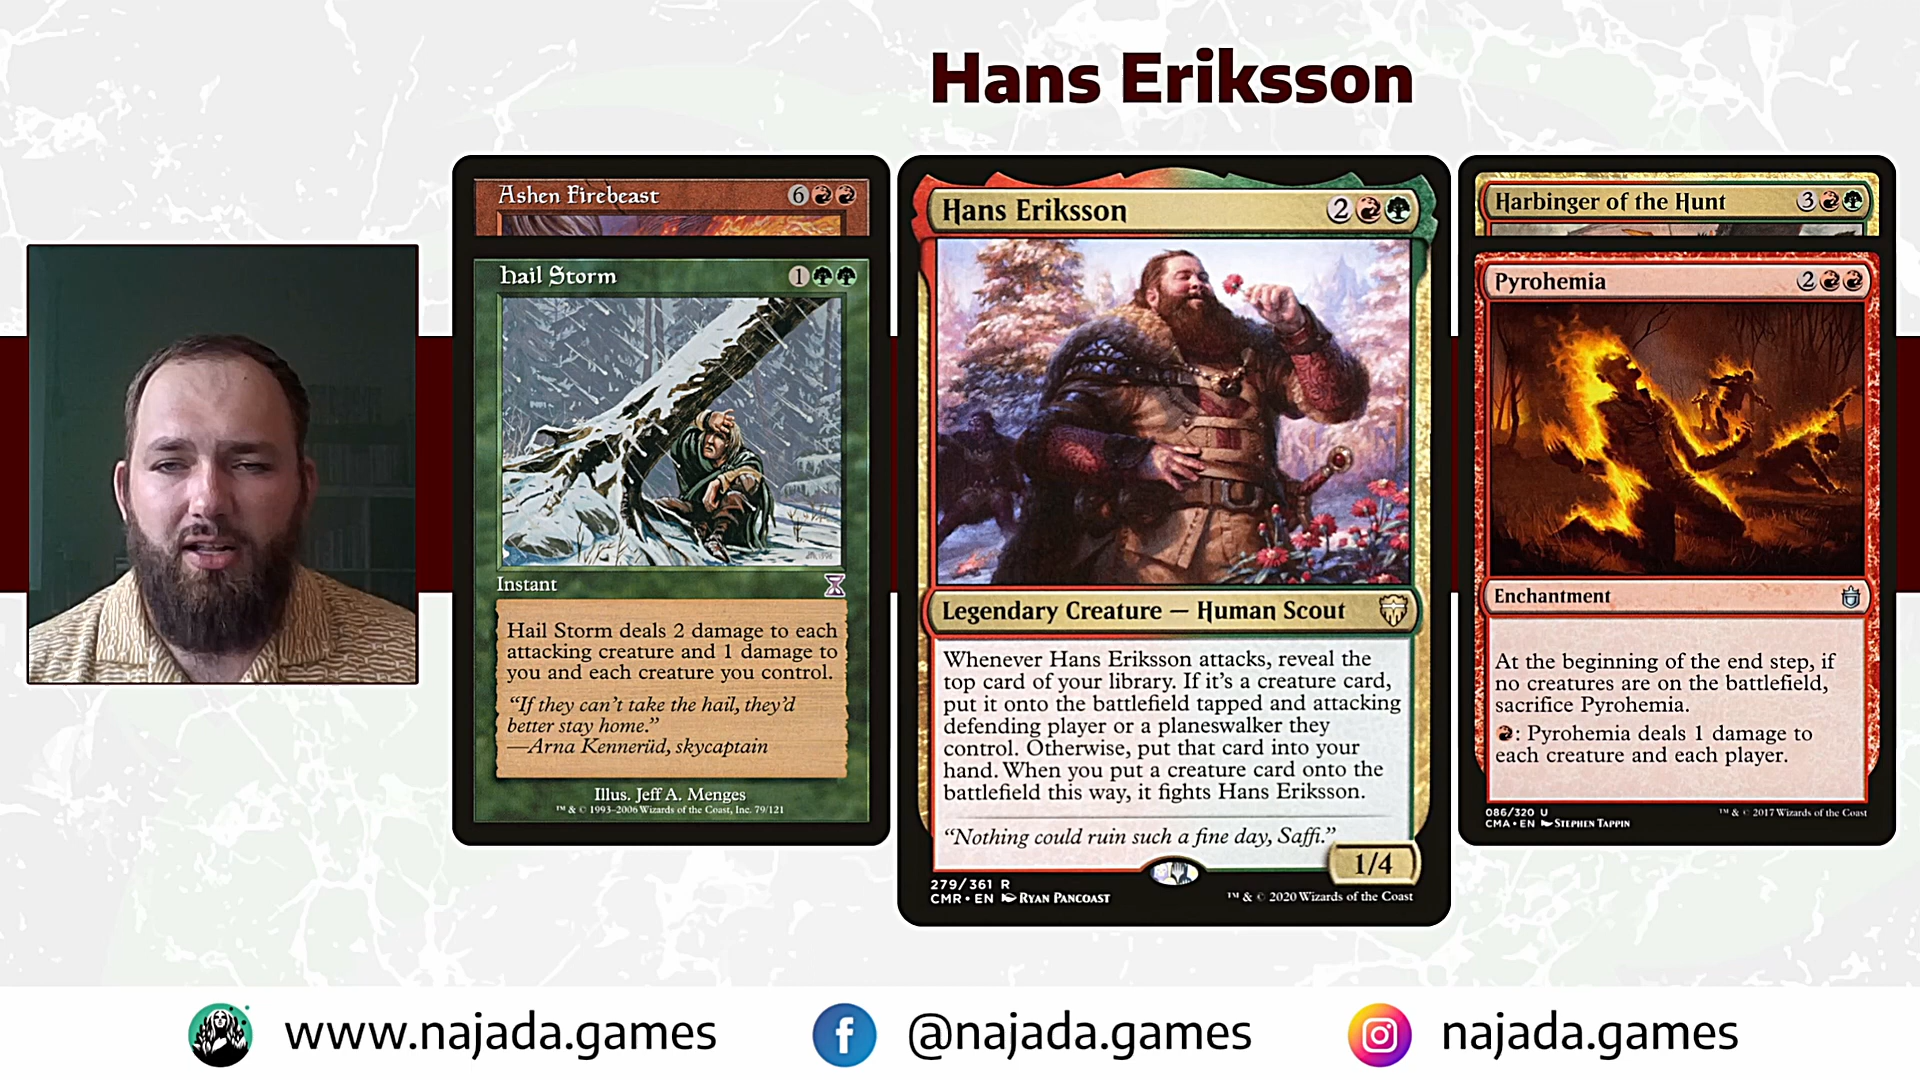 Hans Eriksson
Ashen Firebeast 6
Hail Storm 1
Instant
Hail Storm deals 2 damage to each
attacking creature and 1 damage to
you and each creature you control.
“If they can’t take the hail, they’d
better stay home.”
—Arna Kennerüd, skycaptain
Illus. Jeff A. Menges
™ & © 1993–2006 Wizards of the Coast, Inc. 79/121
Hans Eriksson 2
Legendary Creature — Human Scout
Whenever Hans Eriksson attacks, reveal the
top card of your library. If it’s a creature card,
put it onto the battlefield tapped and attacking
defending player or a planeswalker they
control. Otherwise, put that card into your
hand. When you put a creature card onto the
battlefield this way, it fights Hans Eriksson.
“Nothing could ruin such a fine day, Saffi.”
1/4
279/361 R
CMR • EN RYAN PANCOAST
™ & © 2020 Wizards of the Coast
Harbinger of the Hunt 3
Pyrohemia 2
Enchantment
At the beginning of the end step, if
no creatures are on the battlefield,
sacrifice Pyrohemia.
: Pyrohemia deals 1 damage to
each creature and each player.
086/320 U
CMA • EN STEPHEN TAPPIN
™ & © 2017 Wizards of the Coast
www.najada.games
@najada.games
najada.games